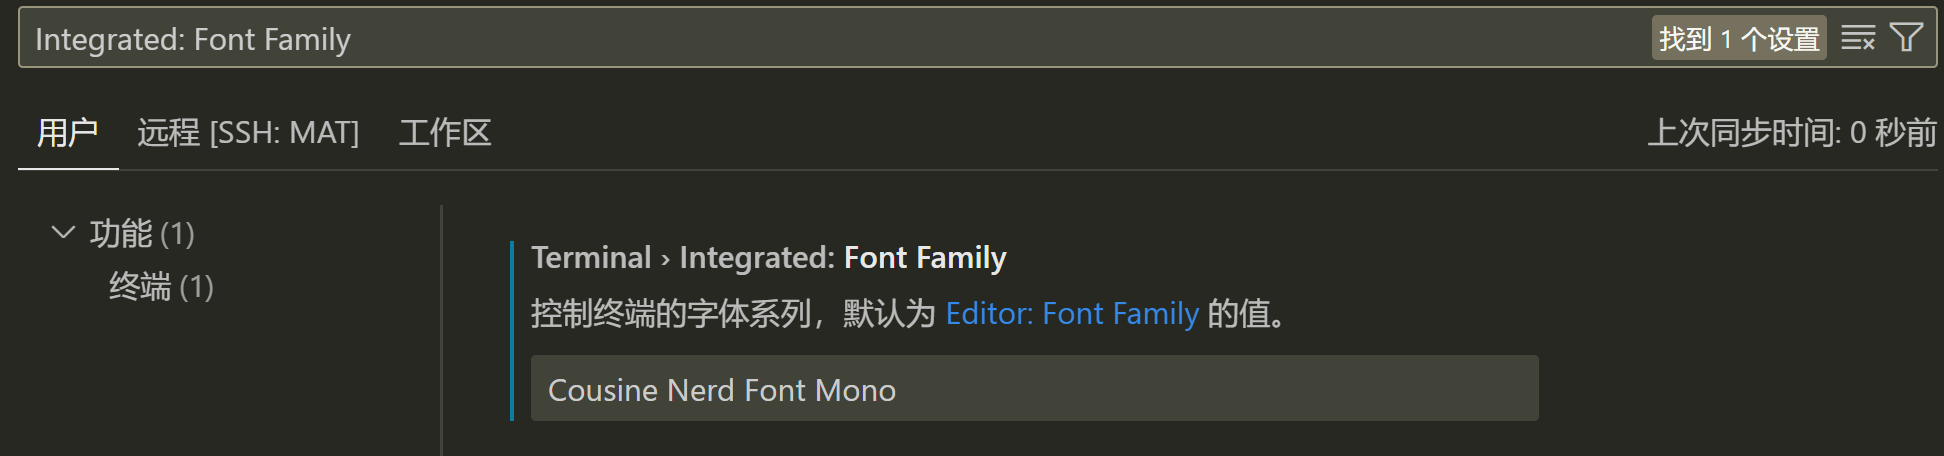 Integrated: Font Family
找到 1 个设置
用户 远程 [SSH: MAT] 工作区
上次同步时间: 0 秒前
功能 (1)
终端 (1)
Terminal › Integrated: Font Family
控制终端的字体系列，默认为 Editor: Font Family 的值。
Cousine Nerd Font Mono